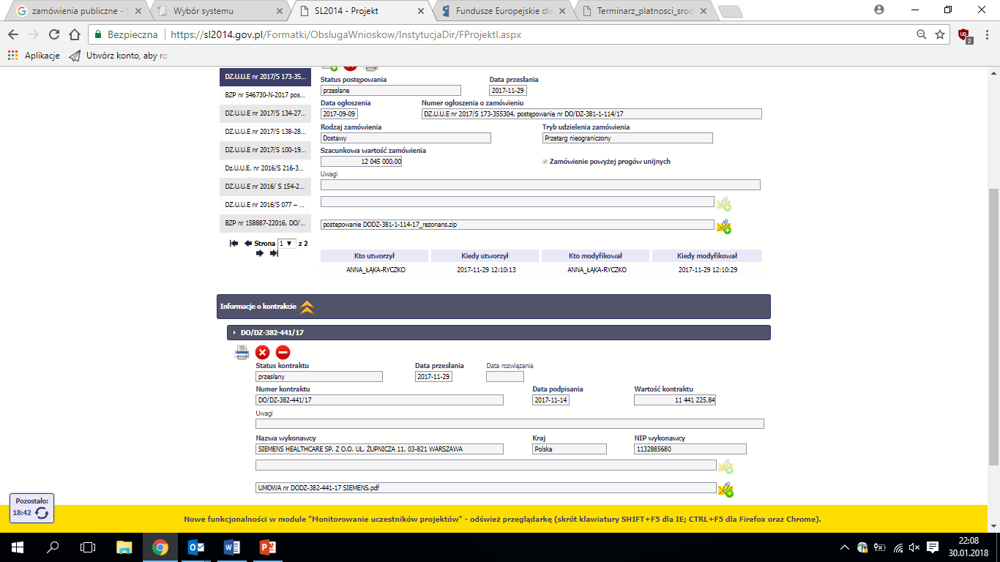 zamówienia publiczne - S
Wybór systemu
SL2014 - Projekt
Fundusze Europejskie dla
Terminarz_platnosci_srod
Bezpieczna
https://sl2014.gov.pl/Formatki/ObslugaWnioskow/InstytucjaDir/FProjektI.aspx
2
Aplikacje
Utwórz konto, aby ro
DZ.U.U.E nr 2017/S 173-35...
BZP nr 546730-N-2017 pos...
DZ.U.U.E nr 2017/S 134-27...
DZ.U.U.E nr 2017/S 138-28...
DZ.U.U.E nr 2017/S 100-19...
Dz.U.U.E. nr 2016/S 216-3...
DZ.U.U.E nr 2016/ S 154-2...
DZ.U.U.E nr 2016/S 077 – ...
BZP nr 158887-22016, DO/...
Strona 1 z 2
Status postępowania
Data przesłania
przesłane
2017-11-29
Data ogłoszenia
Numer ogłoszenia o zamówieniu
2017-09-09
DZ.U.U.E nr 2017/S 173-355304, postępowanie nr DO/DZ-381-1-114/17
Rodzaj zamówienia
Tryb udzielenia zamówienia
Dostawy
Przetarg nieograniczony
Szacunkowa wartość zamówienia
12 045 000,00
Zamówienie powyżej progów unijnych
Uwagi
postepowanie DODZ-381-1-114-17_rezonans.zip
Kto utworzył
Kiedy utworzył
Kto modyfikował
Kiedy modyfikował
ANNA_ŁĄKA-RYCZKO
2017-11-29 12:10:13
ANNA_ŁĄKA-RYCZKO
2017-11-29 12:10:29
Informacje o kontrakcie
DO/DZ-382-441/17
Status kontraktu
Data przesłania
Data rozwiązania
przesłany
2017-11-29
Numer kontraktu
Data podpisania
Wartość kontraktu
DO/DZ-382-441/17
2017-11-14
11 441 225,84
Uwagi
Nazwa wykonawcy
Kraj
NIP wykonawcy
SIEMENS HEALTHCARE SP. Z O.O. UL. ŻUPNICZA 11, 03-821 WARSZAWA
Polska
1132885680
UMOWA nr DODZ-382-441-17 SIEMENS.pdf
Pozostało:
18:42
Nowe funkcjonalności w module "Monitorowanie uczestników projektów" - odśwież przeglądarkę (skrót klawiatury SHIFT+F5 dla IE; CTRL+F5 dla Firefox oraz Chrome).
22:08
30.01.2018